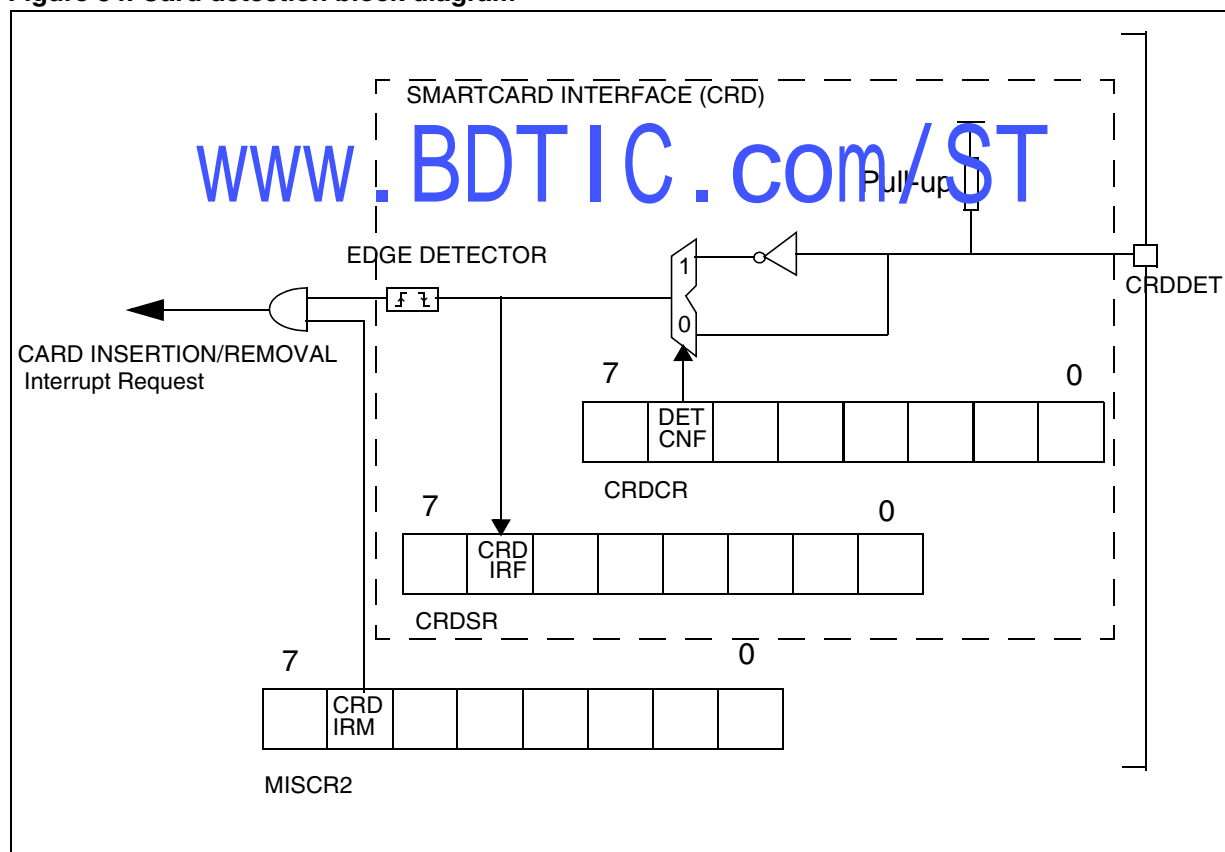 SMARTCARD INTERFACE (CRD)
www.BDTIC.com/ST
Pull-up
EDGE DETECTOR
1
0
CRDDET
CARD INSERTION/REMOVAL
Interrupt Request
7 0
DET
CNF
CRDCR
7 0
CRD
IRF
CRDSR
7 0
CRD
IRM
MISCR2